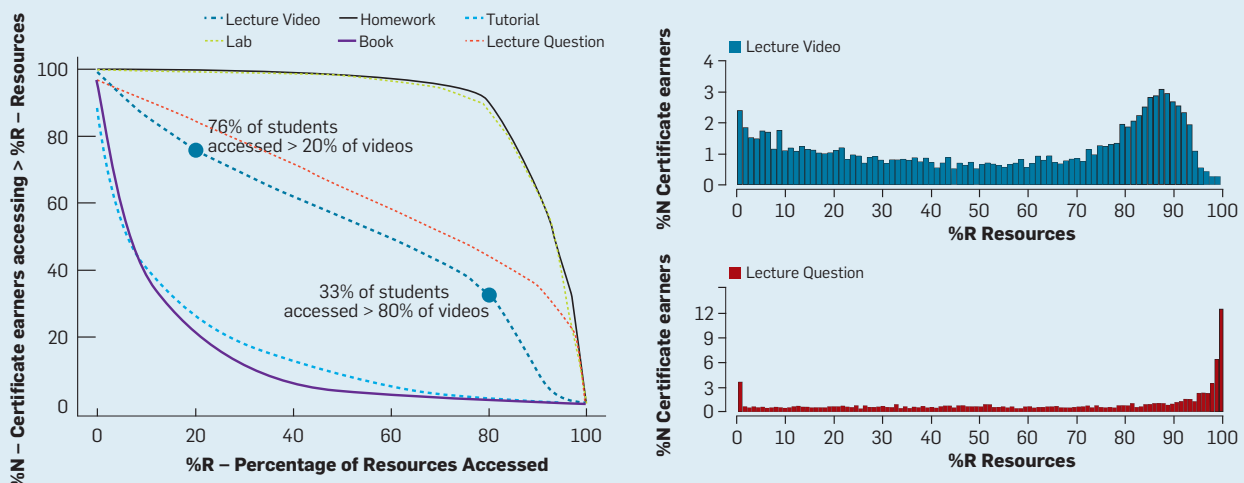 Lecture Video Homework Tutorial
Lab Book Lecture Question
%N – Certificate earners accessing > %R – Resources
100
80
60
40
20
0
76% of students
accessed > 20% of videos
33% of students
accessed > 80% of videos
0 20 40 60 80 100
%R – Percentage of Resources Accessed
Lecture Video
%N Certificate earners
4
3
2
1
0
0 10 20 30 40 50 60 70 80 90 100
%R Resources
Lecture Question
%N Certificate earners
12
9
6
3
0
0 10 20 30 40 50 60 70 80 90 100
%R Resources